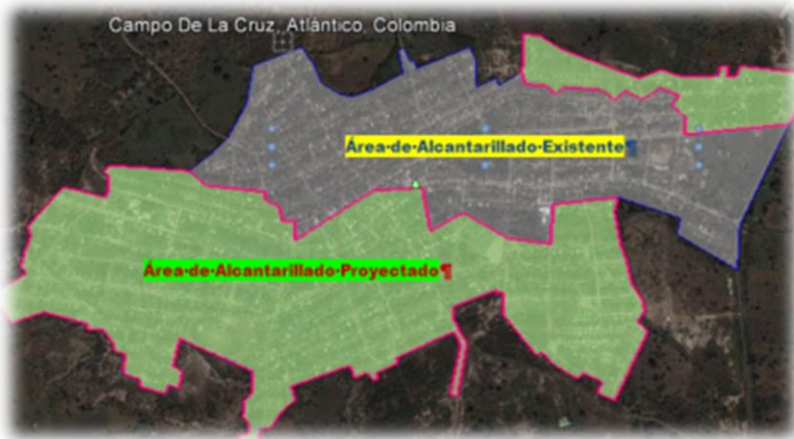 Campo De La Cruz, Atlántico, Colombia
Área·de·Alcantarillado·Existente¶
Área·de·Alcantarillado·Proyectado¶